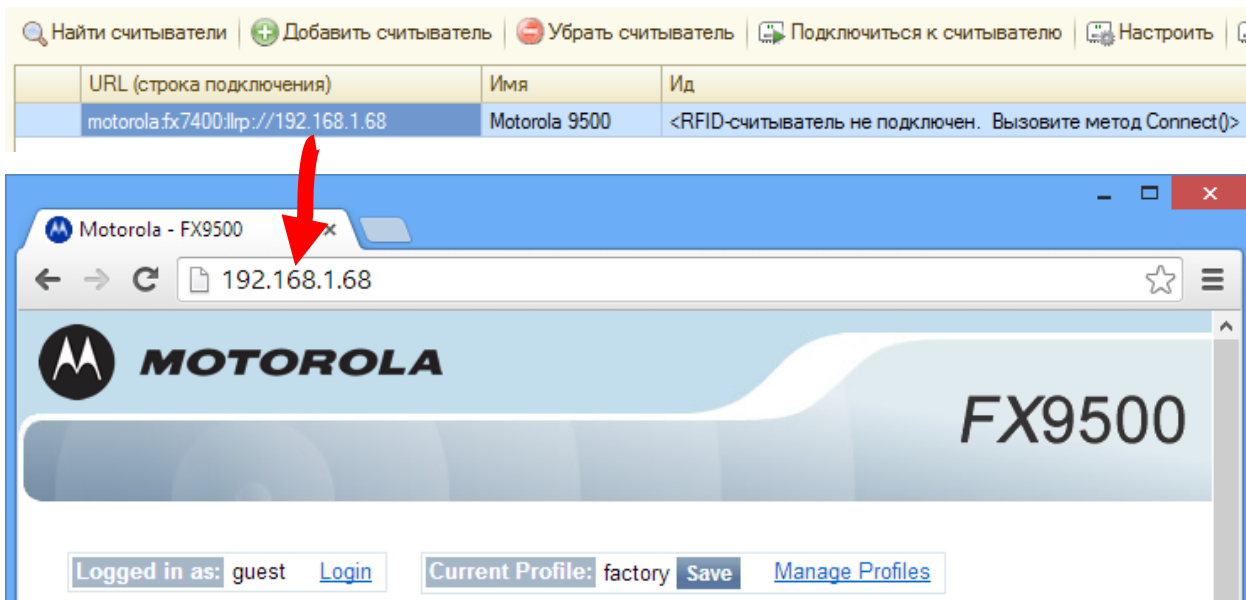 Найти считыватели Добавить считыватель Убрать считыватель Подключиться к считывателю Настроить
URL (строка подключения) Имя Ид
motorola:fx7400:llrp://192.168.1.68 Motorola 9500 <RFID-считыватель не подключен. Вызовите метод Connect()>
Motorola - FX9500
192.168.1.68
MOTOROLA
FX9500
Logged in as: guest Login Current Profile: factory Save Manage Profiles